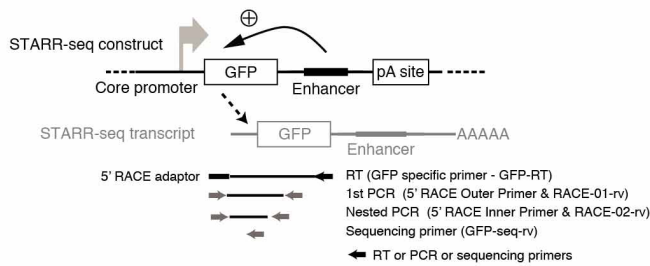 STARR-seq construct
GFP
pA site
Core promoter
Enhancer
STARR-seq transcript
GFP
AAAAA
Enhancer
5' RACE adaptor
RT (GFP specific primer - GFP-RT)
1st PCR (5' RACE Outer Primer & RACE-01-rv)
Nested PCR (5' RACE Inner Primer & RACE-02-rv)
Sequencing primer (GFP-seq-rv)
RT or PCR or sequencing primers